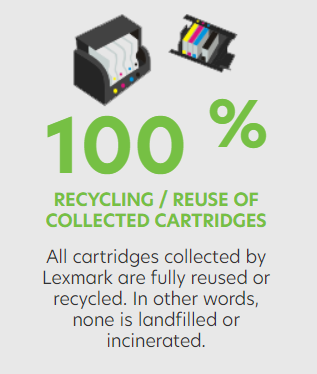 100 %
RECYCLING / REUSE OF
COLLECTED CARTRIDGES
All cartridges collected by
Lexmark are fully reused or
recycled. In other words,
none is landfilled or
incinerated.